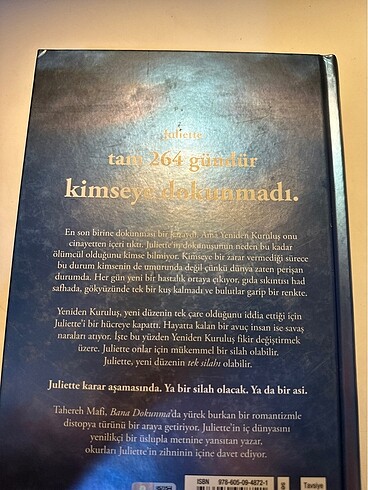 Juliette
tam 264 gündür
kimseye dokunmadı.
En son birine dokunması bir kazaydı. Ama Yeniden Kuruluş onu
cinayetten içeri tıktı. Juliette'in dokunuşunun neden bu kadar
ölümcül olduğunu kimse bilmiyor. Kimseye bir zarar vermediği sürece
bu durum kimsenin de umurunda değil çünkü dünya zaten perişan
durumda. Her gün yeni bir hastalık ortaya çıkıyor, gıda sıkıntısı had
safhada, gökyüzünde tek bir kuş kalmadı ve bulutlar garip bir renkte.
Yeniden Kuruluş, yeni düzenin tek çare olduğunu iddia ettiği için
Juliette'i bir hücreye kapattı. Hayatta kalan bir avuç insan ise savaş
naraları atıyor. İşte bu yüzden Yeniden Kuruluş fikir değiştirmek
üzere. Juliette onlar için mükemmel bir silah olabilir.
Juliette, yeni düzenin tek silahı olabilir.
Juliette karar aşamasında. Ya bir silah olacak. Ya da bir asi.
Tahereh Mafi, Bana Dokunma'da yürek burkan bir romantizmle
distopya türünü bir araya getiriyor. Juliette'in iç dünyasını
yenilikçi bir üslupla metnine yansıtan yazar,
okurları Juliette'in zihninin içine davet ediyor.
ISBN 978-605-09-4872-1
Tavsiye